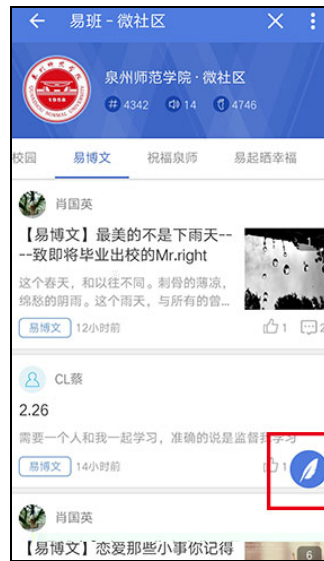 易班 - 微社区
泉州师范学院 · 微社区
# 4342 14 4746
校园 易博文 祝福泉师 易起晒幸福
肖国英
【易博文】最美的不是下雨天--
--致即将毕业出校的Mr.right
这个春天，和以往不同。刺骨的薄凉，
绵愁的阴雨。这个雨天，与所有的曾...
易博文 12小时前 1 2
CL蔡
2.26
需要一个人和我一起学习，准确的说是监督我学习
易博文 14小时前 1
肖国英
【易博文】恋爱那些小事你记得
6